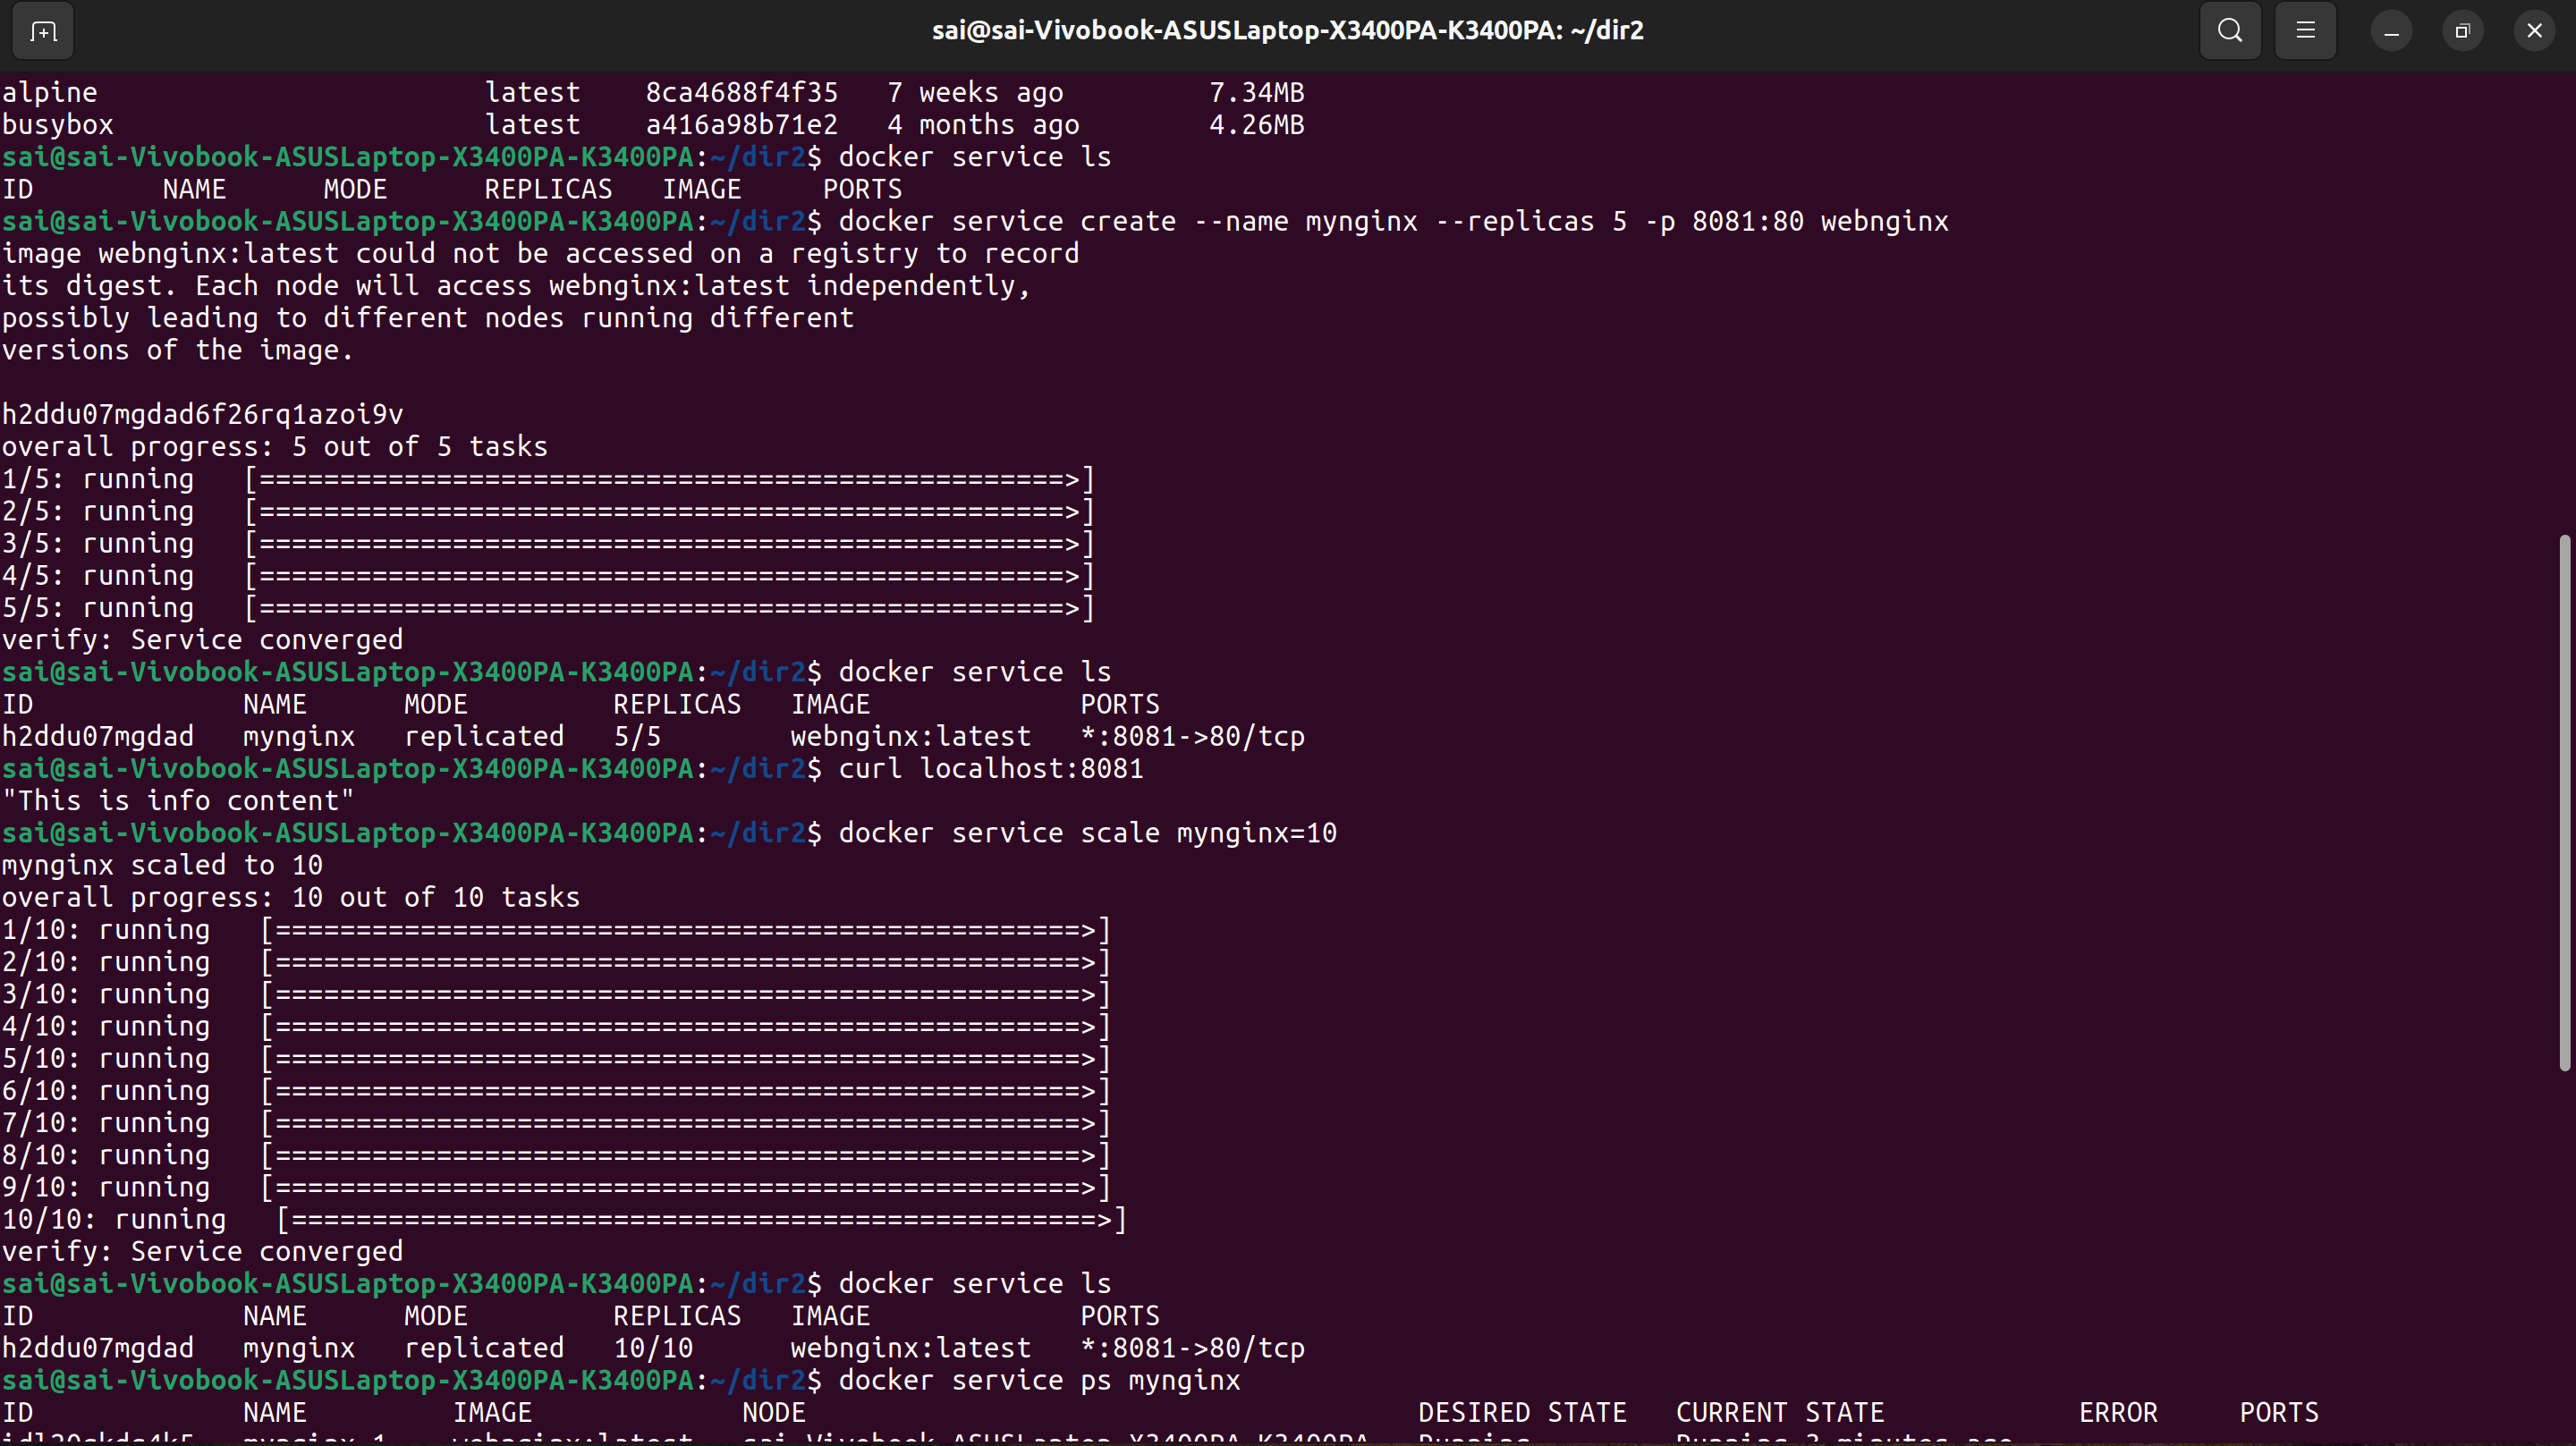 sai@sai-Vivobook-ASUSLaptop-X3400PA-K3400PA: ~/dir2
alpine                        latest    8ca4688f4f35   7 weeks ago         7.34MB
busybox                       latest    a416a98b71e2   4 months ago        4.26MB
sai@sai-Vivobook-ASUSLaptop-X3400PA-K3400PA:~/dir2$ docker service ls
ID        NAME      MODE      REPLICAS   IMAGE     PORTS
sai@sai-Vivobook-ASUSLaptop-X3400PA-K3400PA:~/dir2$ docker service create --name mynginx --replicas 5 -p 8081:80 webnginx
image webnginx:latest could not be accessed on a registry to record
its digest. Each node will access webnginx:latest independently,
possibly leading to different nodes running different
versions of the image.
h2ddu07mgdad6f26rq1azoi9v
overall progress: 5 out of 5 tasks
1/5: running   [==================================================>]
2/5: running   [==================================================>]
3/5: running   [==================================================>]
4/5: running   [==================================================>]
5/5: running   [==================================================>]
verify: Service converged
sai@sai-Vivobook-ASUSLaptop-X3400PA-K3400PA:~/dir2$ docker service ls
ID             NAME      MODE         REPLICAS   IMAGE             PORTS
h2ddu07mgdad   mynginx   replicated   5/5        webnginx:latest   *:8081->80/tcp
sai@sai-Vivobook-ASUSLaptop-X3400PA-K3400PA:~/dir2$ curl localhost:8081
"This is info content"
sai@sai-Vivobook-ASUSLaptop-X3400PA-K3400PA:~/dir2$ docker service scale mynginx=10
mynginx scaled to 10
overall progress: 10 out of 10 tasks
1/10: running   [==================================================>]
2/10: running   [==================================================>]
3/10: running   [==================================================>]
4/10: running   [==================================================>]
5/10: running   [==================================================>]
6/10: running   [==================================================>]
7/10: running   [==================================================>]
8/10: running   [==================================================>]
9/10: running   [==================================================>]
10/10: running   [==================================================>]
verify: Service converged
sai@sai-Vivobook-ASUSLaptop-X3400PA-K3400PA:~/dir2$ docker service ls
ID             NAME      MODE         REPLICAS   IMAGE             PORTS
h2ddu07mgdad   mynginx   replicated   10/10      webnginx:latest   *:8081->80/tcp
sai@sai-Vivobook-ASUSLaptop-X3400PA-K3400PA:~/dir2$ docker service ps mynginx
ID             NAME         IMAGE             NODE                                      DESIRED STATE   CURRENT STATE            ERROR     PORTS